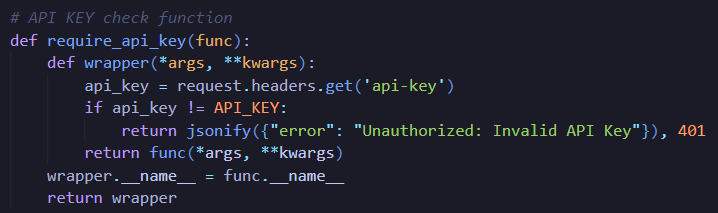 # API KEY check function
def require_api_key(func):
    def wrapper(*args, **kwargs):
        api_key = request.headers.get('api-key')
        if api_key != API_KEY:
            return jsonify({"error": "Unauthorized: Invalid API Key"}), 401
        return func(*args, **kwargs)
    wrapper.__name__ = func.__name__
    return wrapper